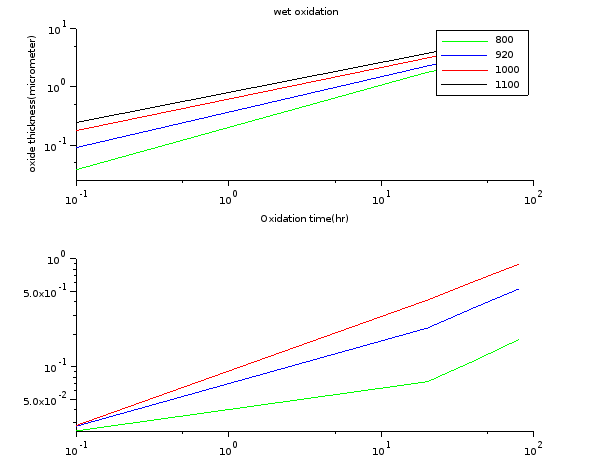 wet oxidation
10^1
10^0
10^-1
oxide thickness(micrometer)
800
920
1000
1100
10^-1 10^0 10^1 10^2
Oxidation time(hr)
10^0
5.0x10^-1
10^-1
5.0x10^-2
10^-1 10^0 10^1 10^2